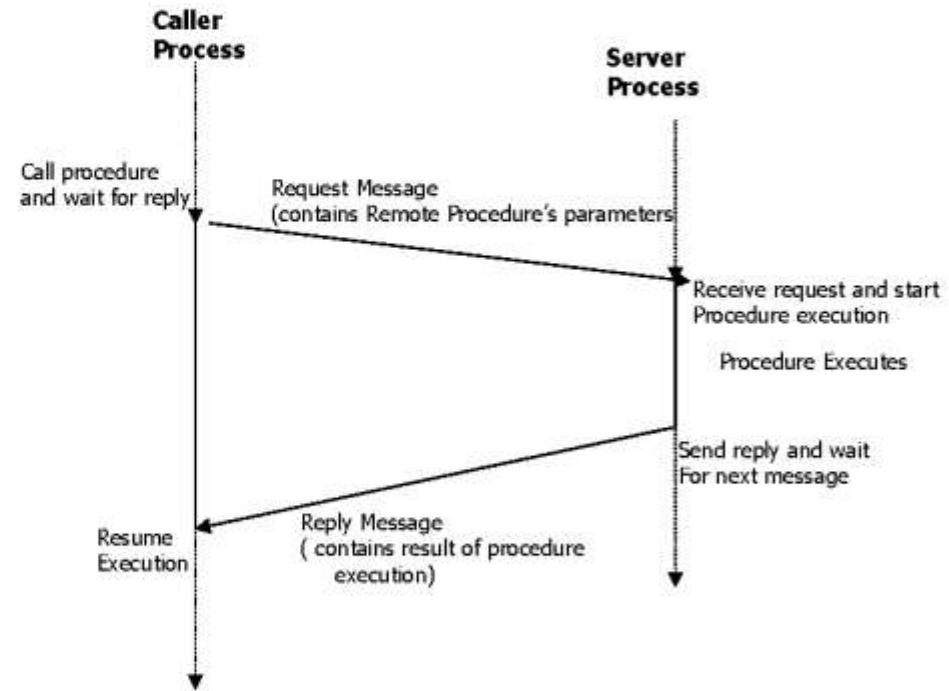 Caller
Process
Server
Process
Call procedure
and wait for reply
Request Message
(contains Remote Procedure's parameters
Receive request and start
Procedure execution
Procedure Executes
Send reply and wait
For next message
Reply Message
( contains result of procedure
execution)
Resume
Execution